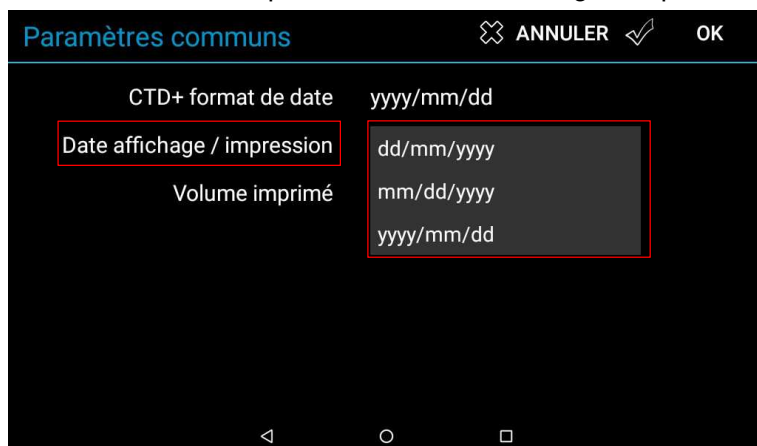 Paramètres communs ANNULER OK
CTD+ format de date yyyy/mm/dd
Date affichage / impression dd/mm/yyyy
Volume imprimé mm/dd/yyyy
yyyy/mm/dd